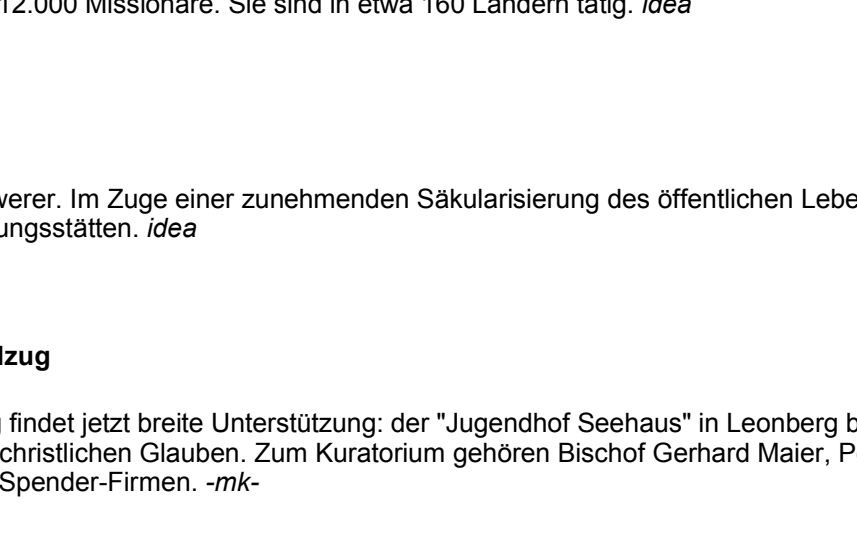 12.000 Missionare. Sie sind in etwa 160 Ländern tätig. idea
werer. Im Zuge einer zunehmenden Säkularisierung des öffentlichen Lebe
ungsstätten. idea
lzug
findet jetzt breite Unterstützung: der "Jugendhof Seehaus" in Leonberg b
christlichen Glauben. Zum Kuratorium gehören Bischof Gerhard Maier, P
Spender-Firmen. -mk-